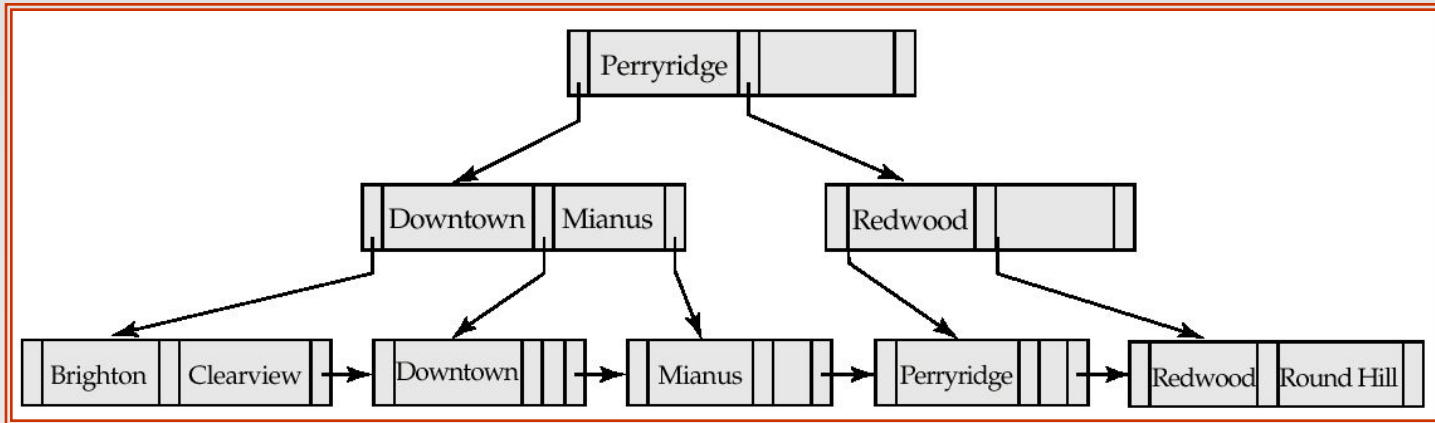 Perryridge
Downtown Mianus Redwood
Brighton Clearview Downtown Mianus Perryridge Redwood Round Hill